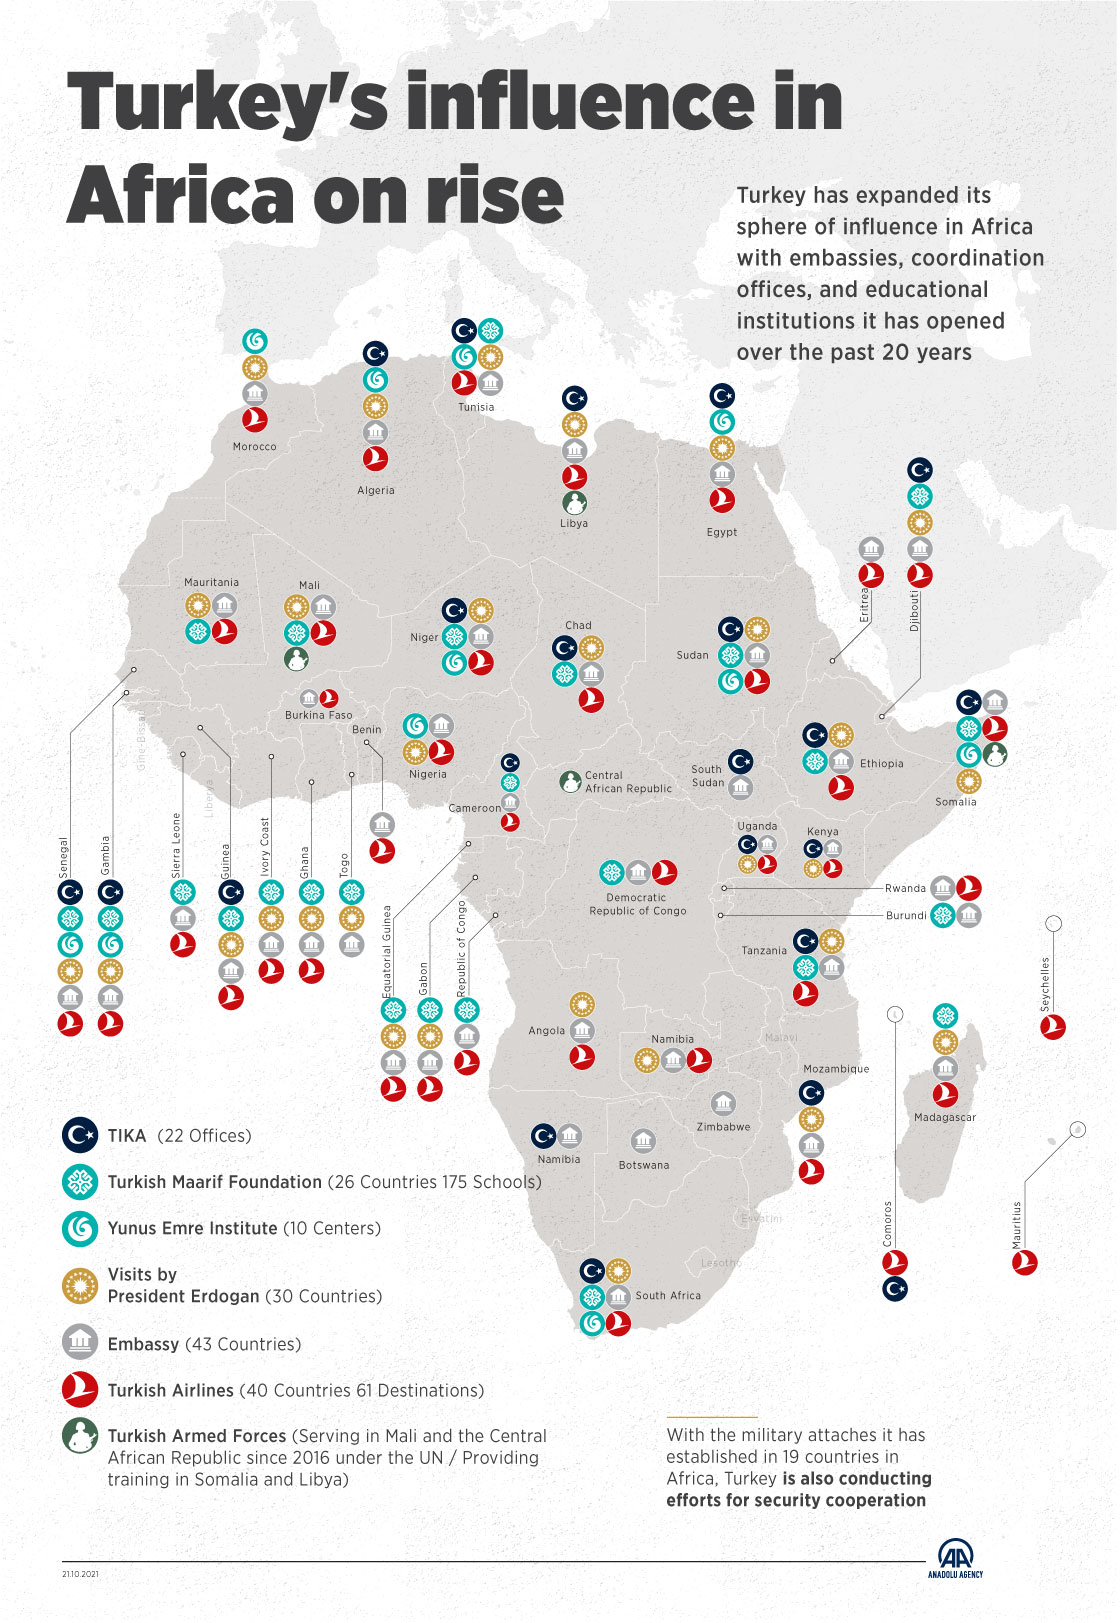 Turkey's influence in
Africa on rise
Turkey has expanded its
sphere of influence in Africa
with embassies, coordination
offices, and educational
institutions it has opened
over the past 20 years
Morocco
Algeria
Tunisia
Libya
Egypt
Eritrea
Djibouti
Mauritania
Mali
Niger
Chad
Sudan
Burkina Faso
Benin
Nigeria
Cameroon
Central
African Republic
South
Sudan
Ethiopia
Somalia
Liberia
Senegal
Gambia
Sierra Leone
Guinea
Ivory Coast
Ghana
Togo
Equatorial Guinea
Gabon
Republic of Congo
Democratic
Republic of Congo
Uganda
Kenya
Rwanda
Burundi
Tanzania
Seychelles
Angola
Namibia
Malavi
Mozambique
Madagascar
Zimbabwe
Namibia
Botswana
Comoros
Mauritius
Esvatini
Lesotho
South Africa
TIKA (22 Offices)
Turkish Maarif Foundation (26 Countries 175 Schools)
Yunus Emre Institute (10 Centers)
Visits by
President Erdogan (30 Countries)
Embassy (43 Countries)
Turkish Airlines (40 Countries 61 Destinations)
Turkish Armed Forces (Serving in Mali and the Central
African Republic since 2016 under the UN / Providing
training in Somalia and Libya)
With the military attaches it has
established in 19 countries in
Africa, Turkey is also conducting
efforts for security cooperation
21.10.2021
AA
ANADOLU AGENCY